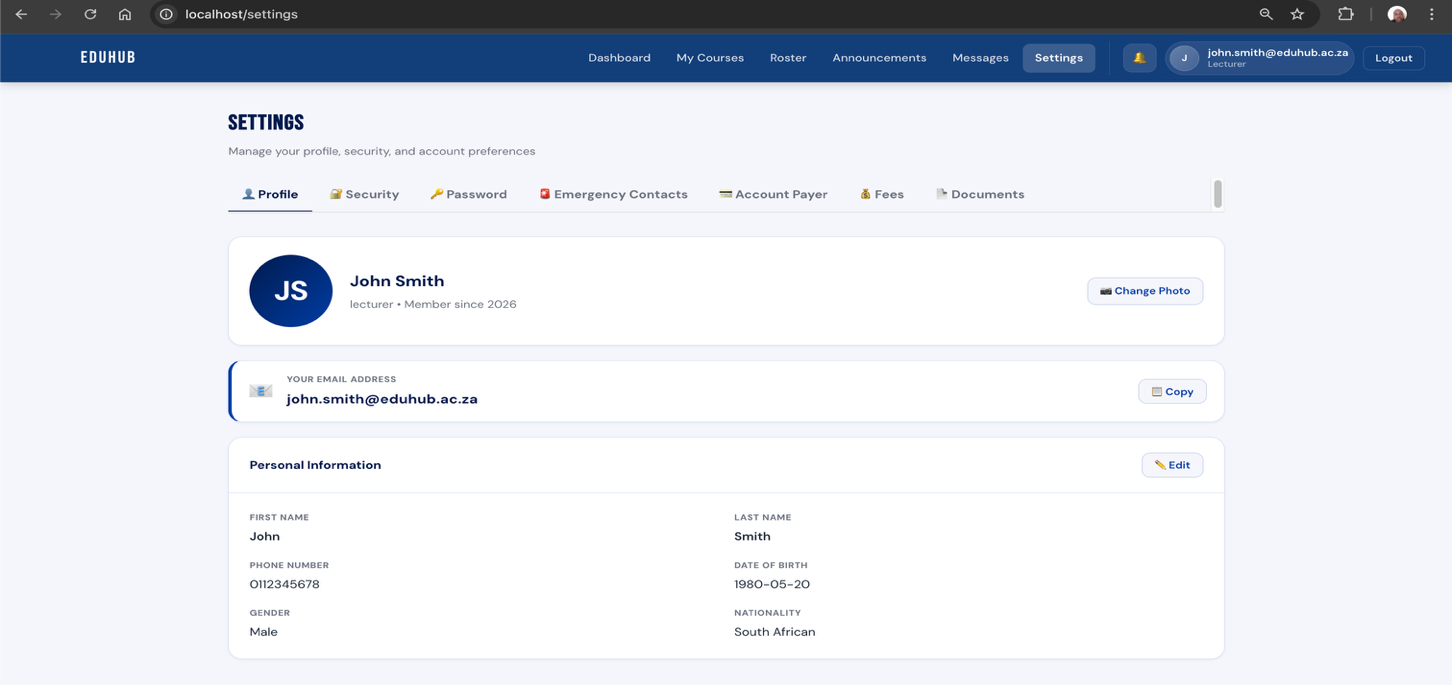 localhost/settings
EDUHUB
Dashboard My Courses Roster Announcements Messages Settings
J
john.smith@eduhub.ac.za
Lecturer
Logout
SETTINGS
Manage your profile, security, and account preferences
Profile Security Password Emergency Contacts Account Payer Fees Documents
JS
John Smith
lecturer • Member since 2026
Change Photo
YOUR EMAIL ADDRESS
john.smith@eduhub.ac.za
Copy
Personal Information
Edit
FIRST NAME
John
LAST NAME
Smith
PHONE NUMBER
0112345678
DATE OF BIRTH
1980-05-20
GENDER
Male
NATIONALITY
South African